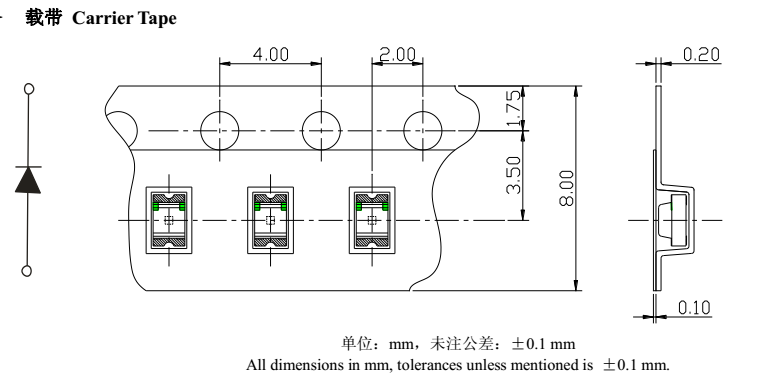 载带 Carrier Tape
4.00
2.00
0.20
1.75
3.50
8.00
0.10
单位：mm，未注公差：±0.1 mm
All dimensions in mm, tolerances unless mentioned is ±0.1 mm.